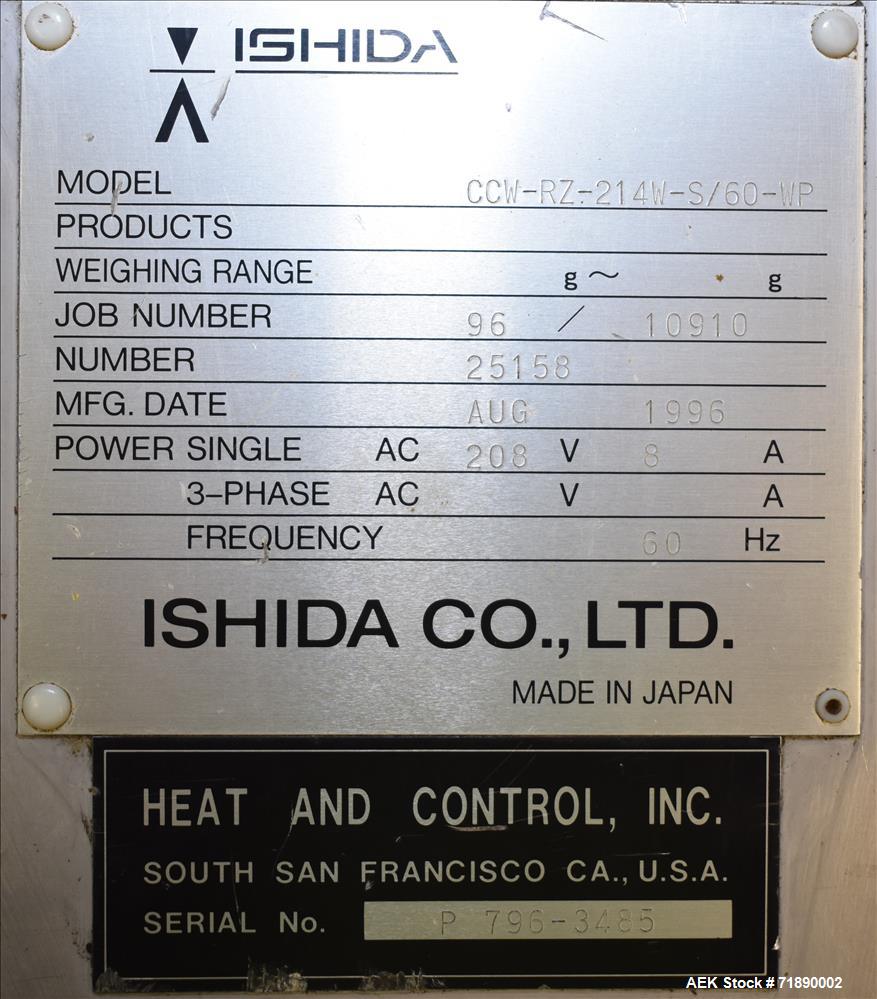 ISHIDA
MODEL CCW-RZ-214W-S/60-WP
PRODUCTS
WEIGHING RANGE g~ g
JOB NUMBER 96 / 10910
NUMBER 25158
MFG. DATE AUG 1996
POWER SINGLE AC 208 V 8 A
3-PHASE AC V A
FREQUENCY 60 Hz
ISHIDA CO., LTD.
MADE IN JAPAN
HEAT AND CONTROL, INC.
SOUTH SAN FRANCISCO CA., U.S.A.
SERIAL No. P 796-3485
AEK Stock # 71890002